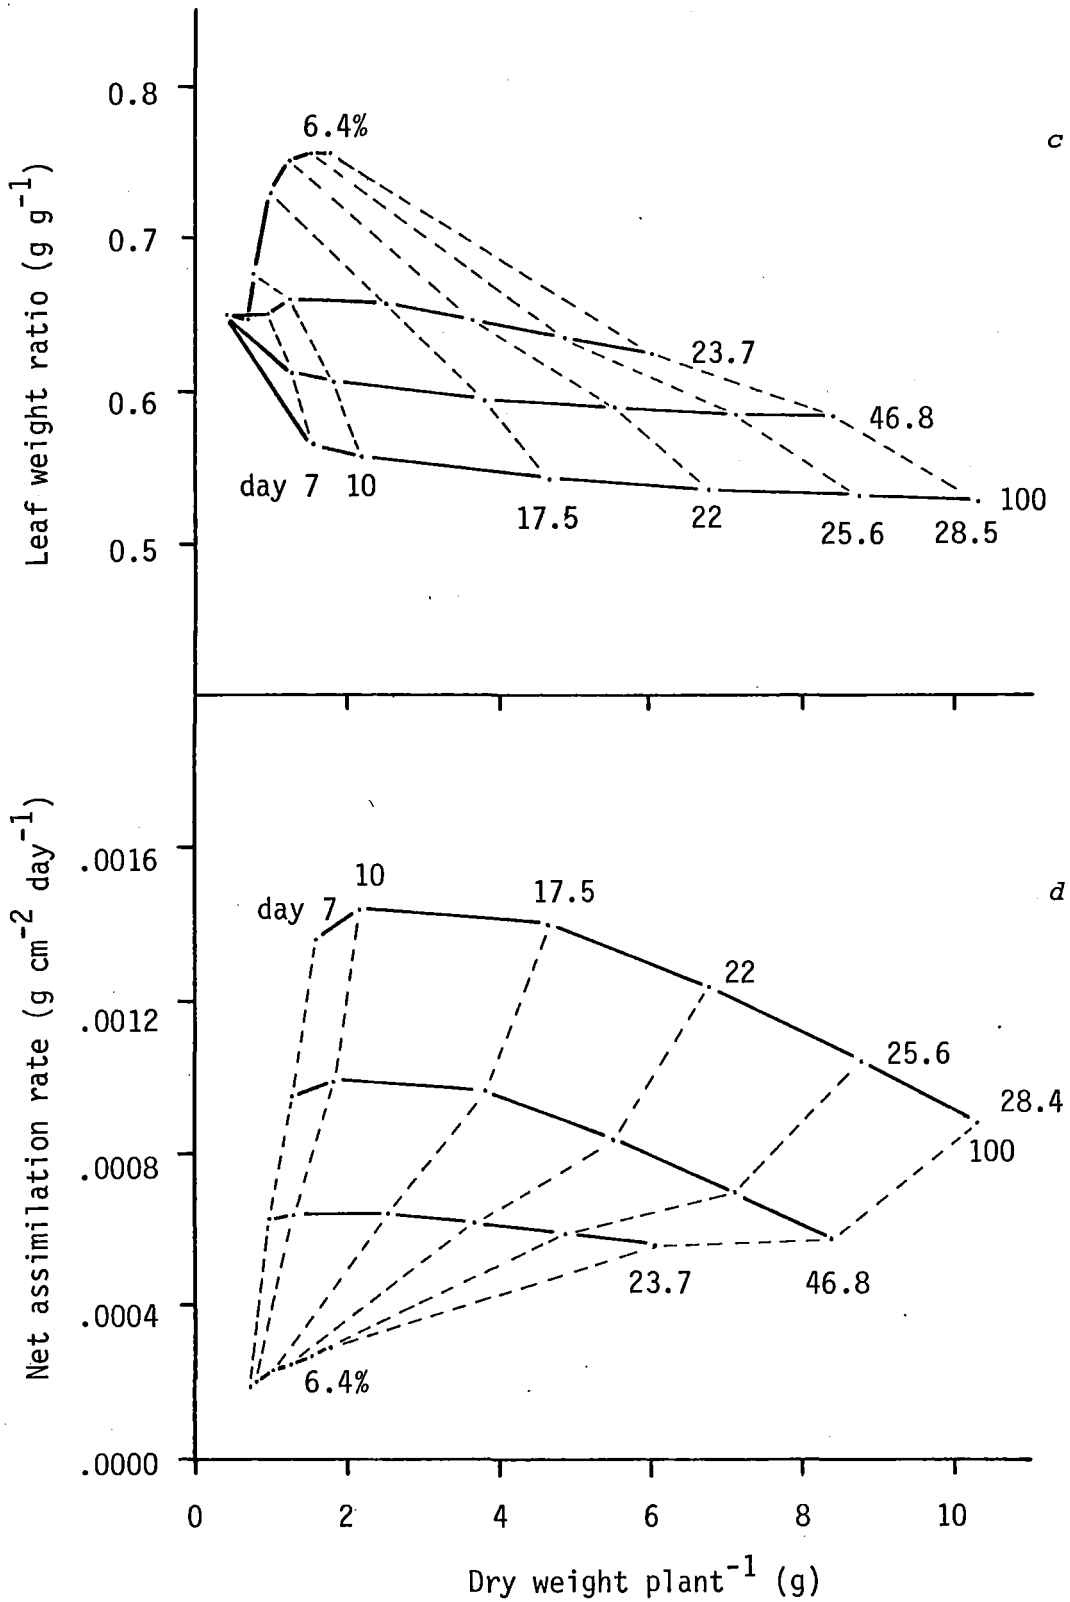 c
Leaf weight ratio (g g⁻¹)
0.8
0.7
0.6
0.5
6.4%
23.7
46.8
100
day 7 10
17.5 22 25.6 28.5
d
Net assimilation rate (g cm⁻² day⁻¹)
.0016
.0012
.0008
.0004
.0000
day 7
10
17.5
22
25.6
28.4
100
46.8
23.7
6.4%
0 2 4 6 8 10
Dry weight plant⁻¹ (g)